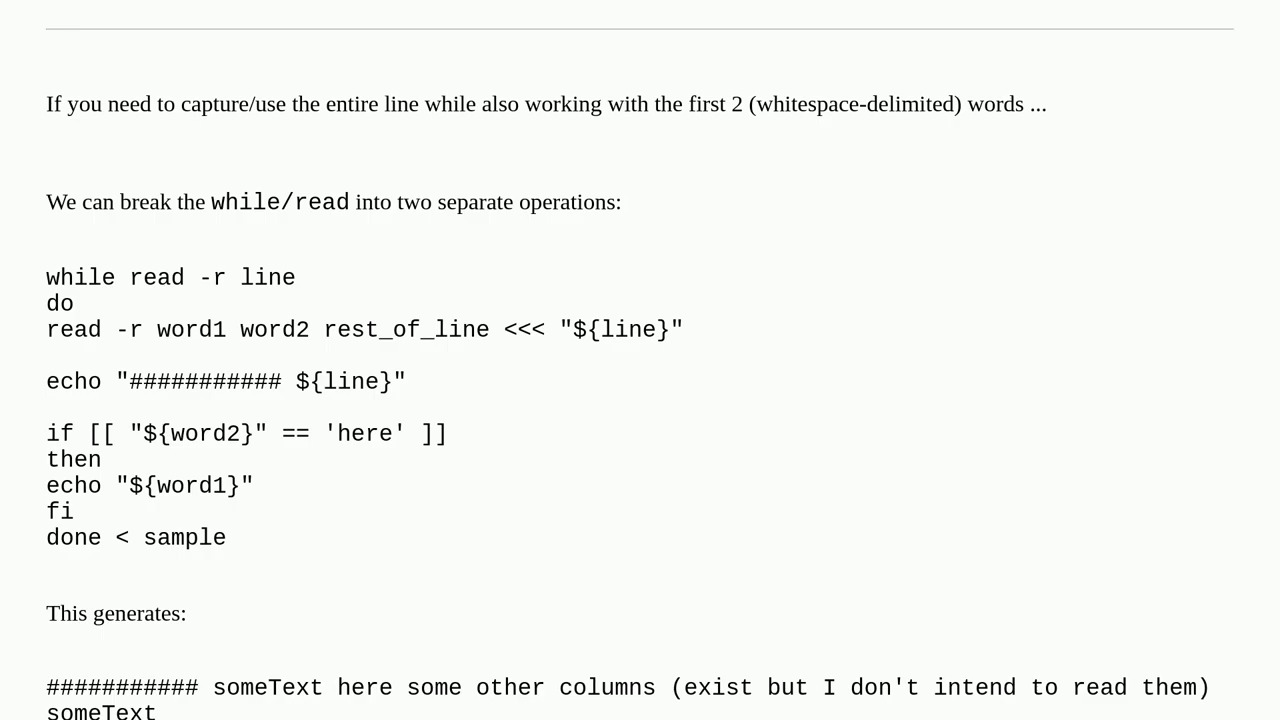 If you need to capture/use the entire line while also working with the first 2 (whitespace-delimited) words ...
We can break the while/read into two separate operations:
while read -r line
do
read -r word1 word2 rest_of_line <<< "${line}"
echo "########### ${line}"
if [[ "${word2}" == 'here' ]]
then
echo "${word1}"
fi
done < sample
This generates:
########### someText here some other columns (exist but I don't intend to read them)
someText